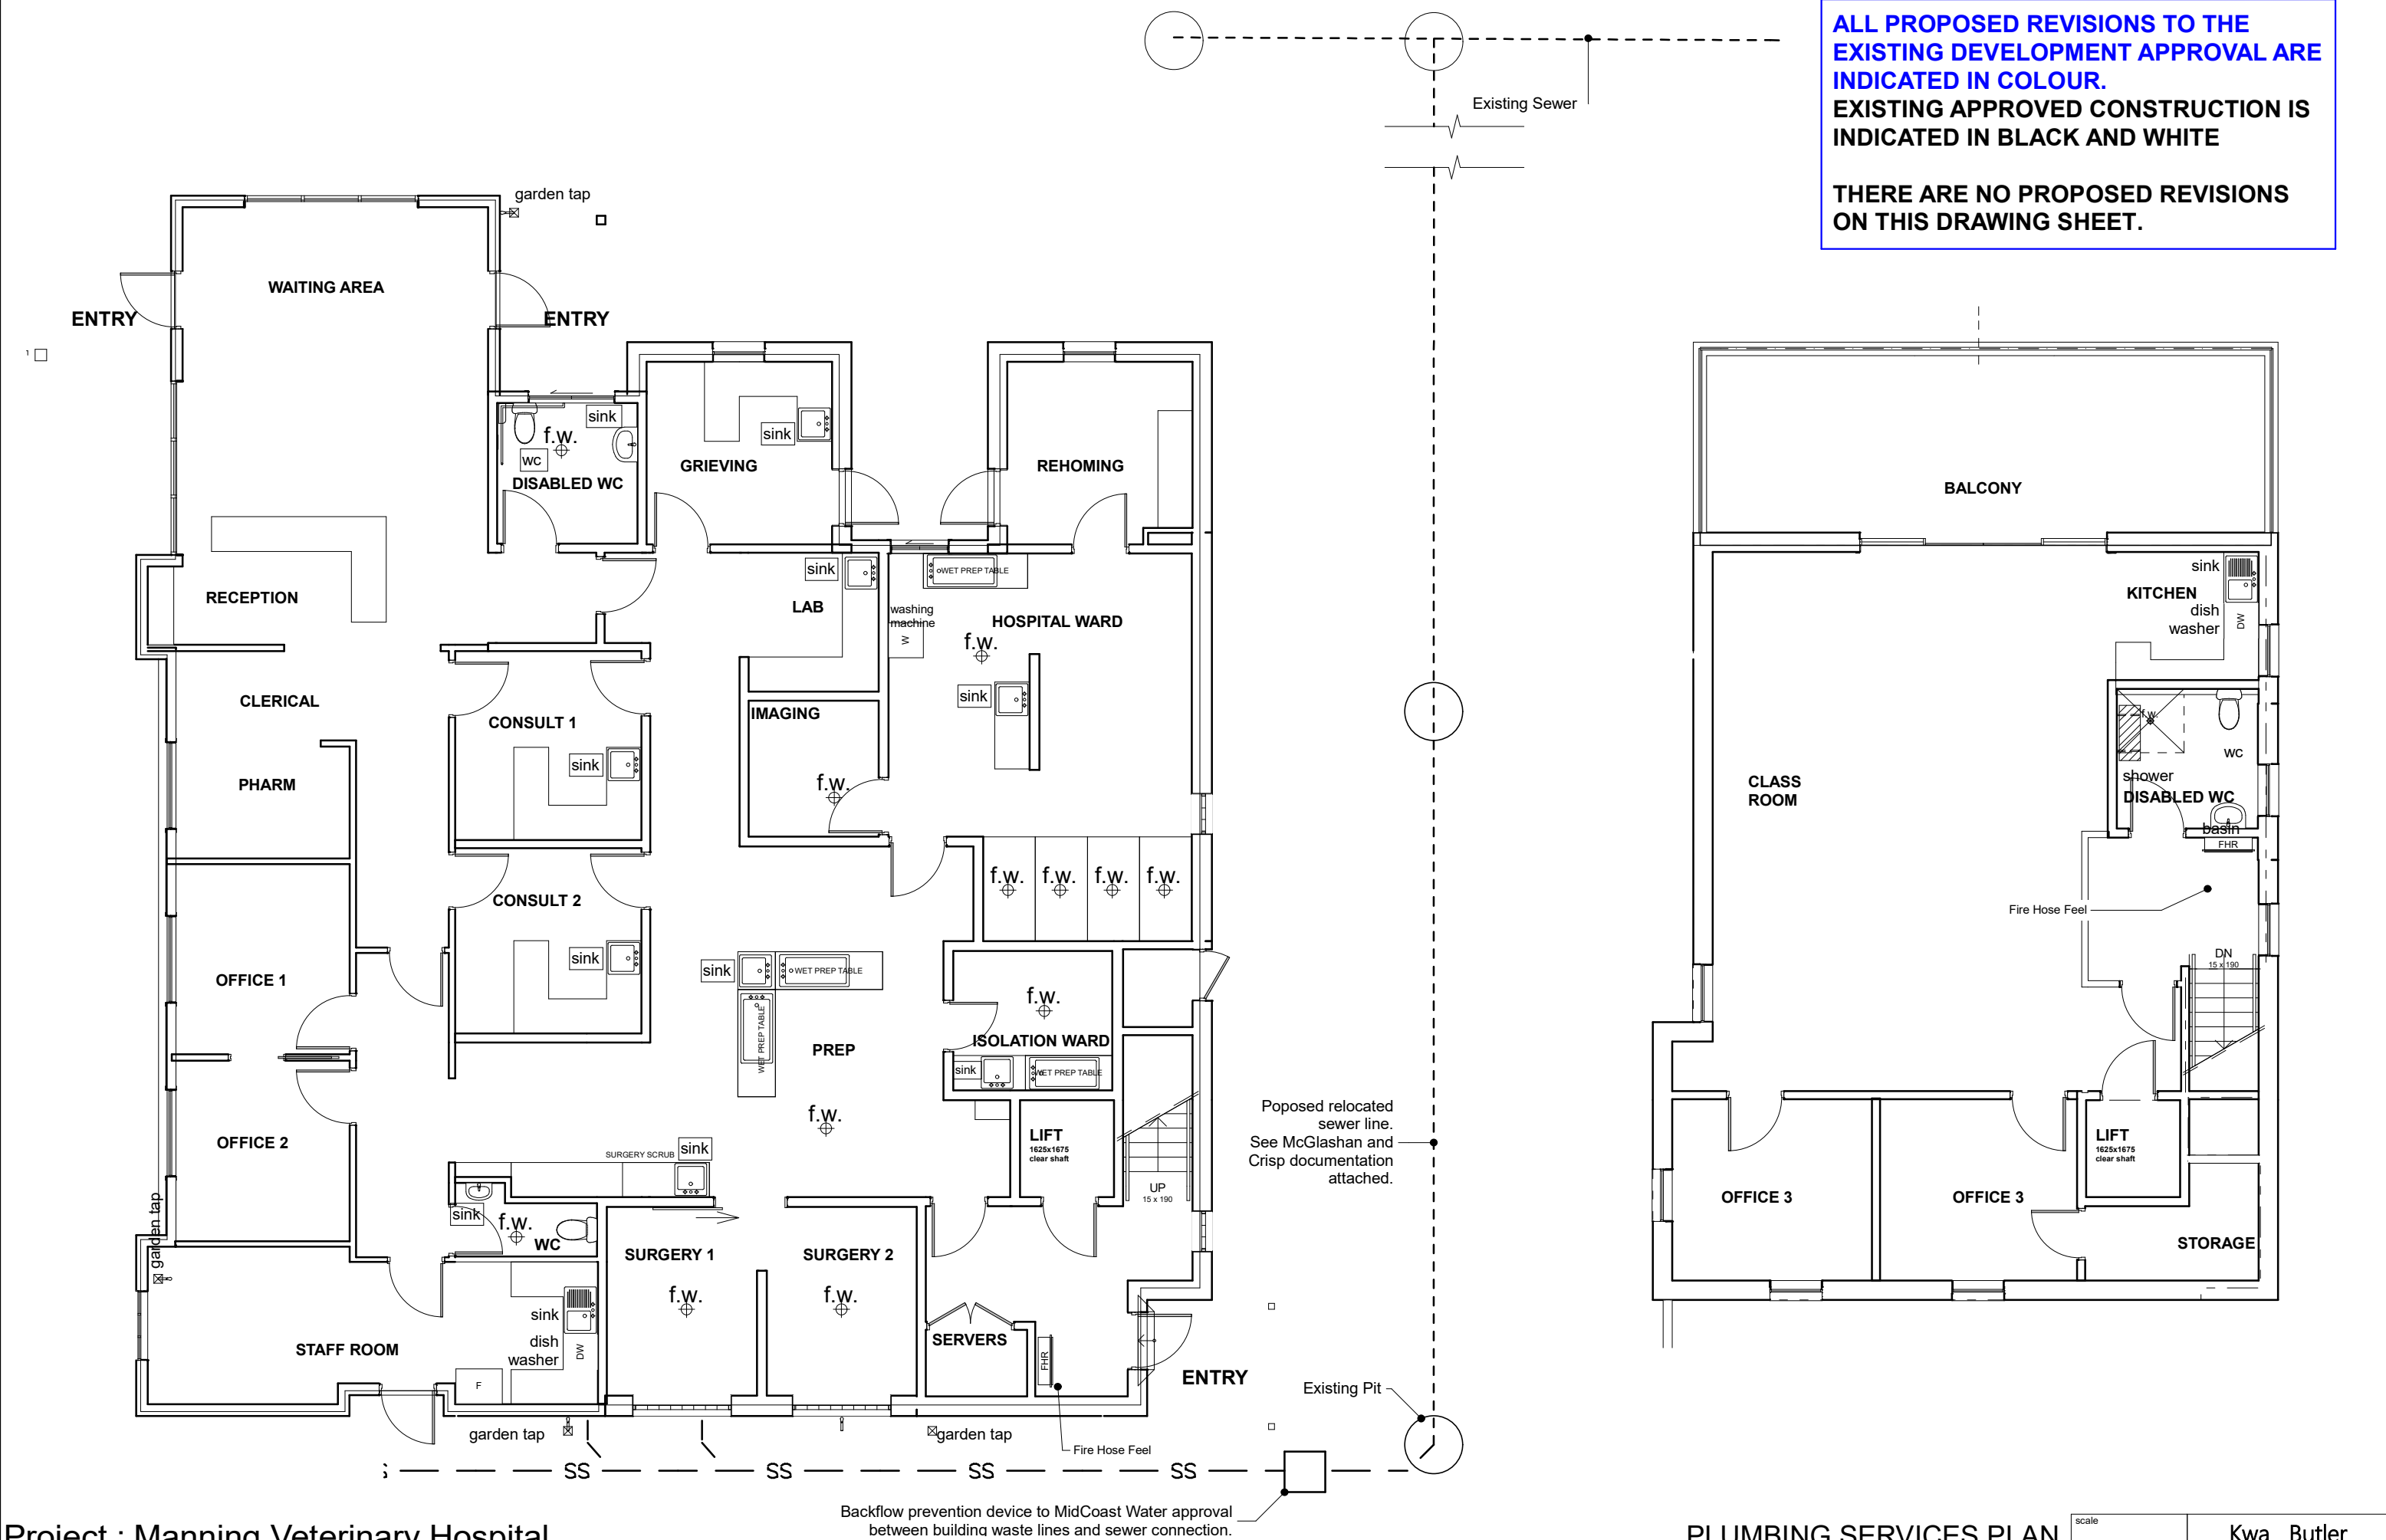 ALL PROPOSED REVISIONS TO THE
EXISTING DEVELOPMENT APPROVAL ARE
INDICATED IN COLOUR.
EXISTING APPROVED CONSTRUCTION IS
INDICATED IN BLACK AND WHITE
THERE ARE NO PROPOSED REVISIONS
ON THIS DRAWING SHEET.
Existing Sewer
garden tap
WAITING AREA
ENTRY
ENTRY
1
sink
f.w.
WC
DISABLED WC
sink
GRIEVING
REHOMING
RECEPTION
sink
LAB
WET PREP TABLE
washing
machine
W
HOSPITAL WARD
f.w.
sink
CLERICAL
CONSULT 1
sink
IMAGING
f.w.
PHARM
CONSULT 2
sink
f.w.
f.w.
f.w.
f.w.
OFFICE 1
sink
WET PREP TABLE
WET PREP TABLE
PREP
f.w.
f.w.
ISOLATION WARD
sink
WET PREP TABLE
OFFICE 2
SURGERY SCRUB
sink
LIFT
1625x1675
clear shaft
UP
15 x 190
garden tap
sink
f.w.
WC
SURGERY 1
f.w.
SURGERY 2
f.w.
STAFF ROOM
sink
dish
washer
DW
F
SERVERS
FHR
ENTRY
garden tap
garden tap
Fire Hose Feel
SS
SS
SS
SS
Poposed relocated
sewer line.
See McGlashan and
Crisp documentation
attached.
Existing Pit
Backflow prevention device to MidCoast Water approval
between building waste lines and sewer connection.
BALCONY
sink
KITCHEN
dish
washer
DW
CLASS
ROOM
f.w.
WC
shower
DISABLED WC
basin
FHR
Fire Hose Feel
DN
15 x 190
LIFT
1625x1675
clear shaft
OFFICE 3
OFFICE 3
STORAGE
Project : Manning Veterinary Hospital
PLUMBING SERVICES PLAN
scale
Kwa Butler